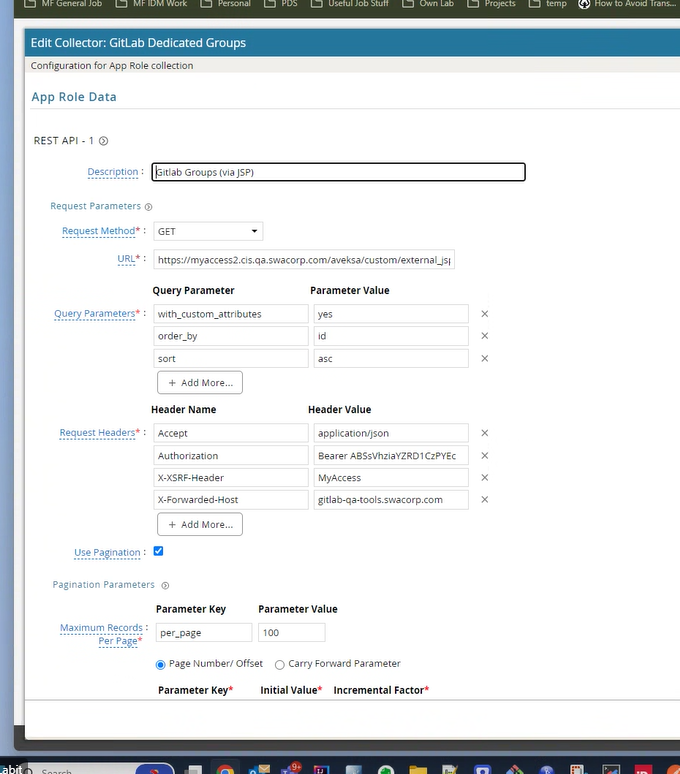 MF General Job MF IDM Work Personal PDS Useful Job Stuff Own Lab Projects temp How to Avoid Trans...
Edit Collector: GitLab Dedicated Groups
Configuration for App Role collection
App Role Data
REST API - 1
Description : Gitlab Groups (via JSP)
Request Parameters
Request Method* : GET
URL* : https://myaccess2.cis.qa.swacorp.com/aveksa/custom/external_jsp
Query Parameter Parameter Value
Query Parameters* : with_custom_attributes yes
order_by id
sort asc
+ Add More...
Header Name Header Value
Request Headers* : Accept application/json
Authorization Bearer ABSsVhziaYZRD1CzPYEc
X-XSRF-Header MyAccess
X-Forwarded-Host gitlab-qa-tools.swacorp.com
+ Add More...
Use Pagination :
Pagination Parameters
Parameter Key Parameter Value
Maximum Records Per Page* : per_page 100
Page Number/ Offset Carry Forward Parameter
Parameter Key* Initial Value* Incremental Factor*
Search
9+